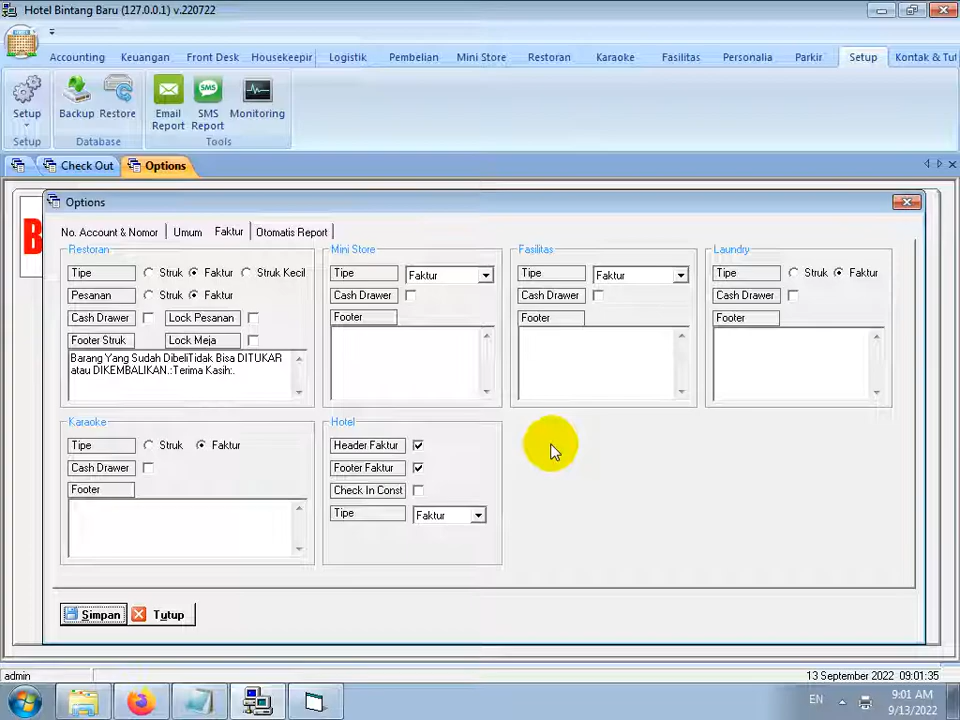 Hotel Bintang Baru (127.0.0.1) v.220722
Accounting Keuangan Front Desk Housekeepir Logistik Pembelian Mini Store Restoran Karaoke Fasilitas Personalia Parkir Setup Kontak & Tut
Setup Backup Restore Email Report SMS Report Monitoring
SMS
Setup Database Tools
Check Out Options
B
Options
No. Account & Nomor Umum Faktur Otomatis Report
Restoran
Tipe Struk Faktur Struk Kecil
Pesanan Struk Faktur
Cash Drawer Lock Pesanan
Footer Struk Lock Meja
Barang Yang Sudah DibeliTidak Bisa DITUKAR
atau DIKEMBALIKAN.:Terima Kasih:.
Mini Store
Tipe Faktur
Cash Drawer
Footer
Fasilitas
Tipe Faktur
Cash Drawer
Footer
Laundry
Tipe Struk Faktur
Cash Drawer
Footer
Karaoke
Tipe Struk Faktur
Cash Drawer
Footer
Hotel
Header Faktur
Footer Faktur
Check In Const
Tipe Faktur
Simpan Tutup
admin 13 September 2022 09:01:35
EN 9:01 AM
9/13/2022